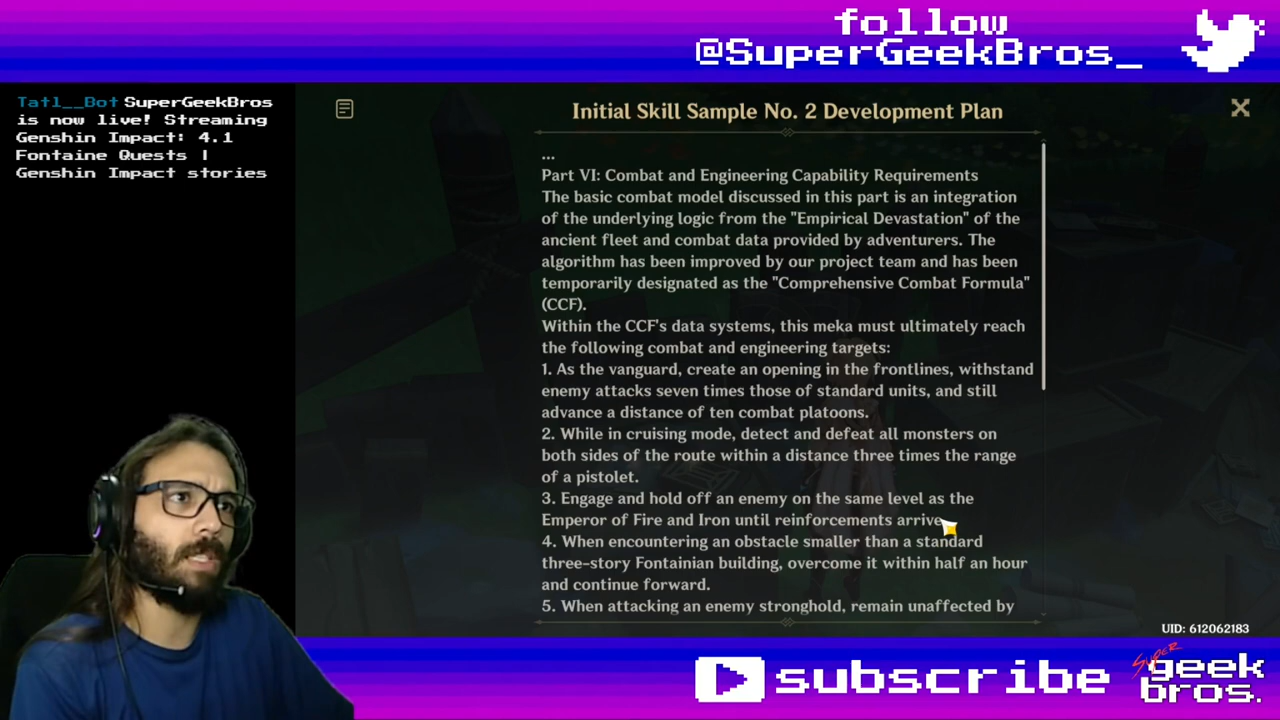 follow
@SuperGeekBros_
Tatl__Bot SuperGeekBros
is now live! Streaming
Genshin Impact: 4.1
Fontaine Quests |
Genshin Impact stories
Initial Skill Sample No. 2 Development Plan
...
Part VI: Combat and Engineering Capability Requirements
The basic combat model discussed in this part is an integration
of the underlying logic from the "Empirical Devastation" of the
ancient fleet and combat data provided by adventurers. The
algorithm has been improved by our project team and has been
temporarily designated as the "Comprehensive Combat Formula"
(CCF).
Within the CCF's data systems, this meka must ultimately reach
the following combat and engineering targets:
1. As the vanguard, create an opening in the frontlines, withstand
enemy attacks seven times those of standard units, and still
advance a distance of ten combat platoons.
2. While in cruising mode, detect and defeat all monsters on
both sides of the route within a distance three times the range
of a pistolet.
3. Engage and hold off an enemy on the same level as the
Emperor of Fire and Iron until reinforcements arrive
4. When encountering an obstacle smaller than a standard
three-story Fontainian building, overcome it within half an hour
and continue forward.
5. When attacking an enemy stronghold, remain unaffected by
UID: 612062183
subscribe
SUPER
geek
bros.